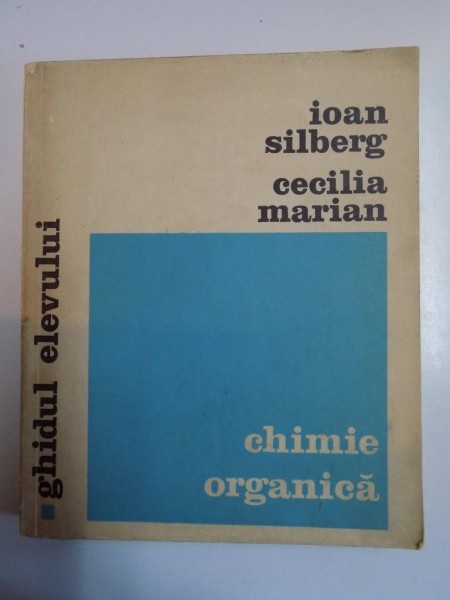 ioan
silberg
cecilia
marian
ghidul elevului
chimie
organică